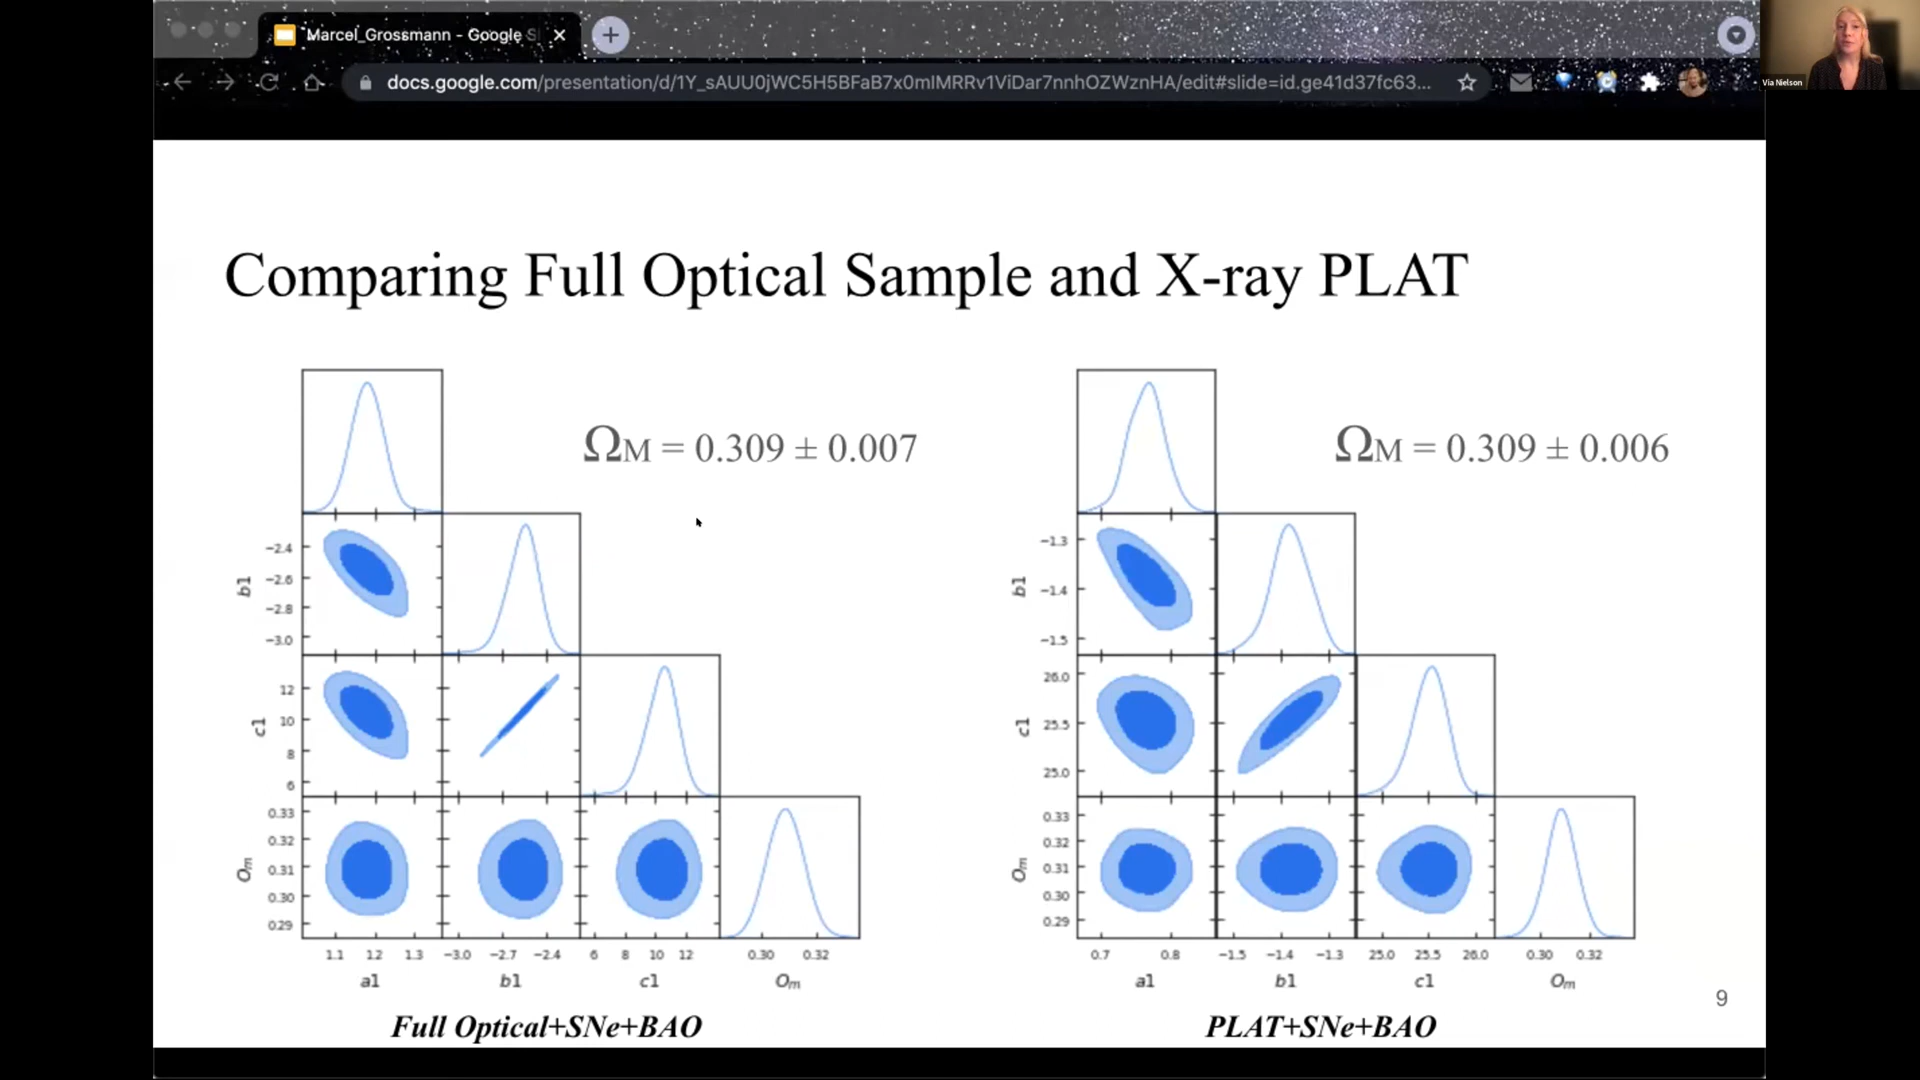 Marcel_Grossmann - Google S
docs.google.com/presentation/d/1Y_sAUU0jWC5H5BFaB7x0mIMRRv1ViDar7nnhOZWznHA/edit#slide=id.ge41d37fc63...
Via Nielson
Comparing Full Optical Sample and X-ray PLAT
ΩM = 0.309 ± 0.007
ΩM = 0.309 ± 0.006
b1
−2.4
−2.6
−2.8
−3.0
c1
12
10
8
6
Om
0.33
0.32
0.31
0.30
0.29
1.1 1.2 1.3 −3.0 −2.7 −2.4 6 8 10 12 0.30 0.32
a1 b1 c1 Om
Full Optical+SNe+BAO
b1
−1.3
−1.4
−1.5
c1
26.0
25.5
25.0
Om
0.33
0.32
0.31
0.30
0.29
0.7 0.8 −1.5 −1.4 −1.3 25.0 25.5 26.0 0.30 0.32
a1 b1 c1 Om
PLAT+SNe+BAO
9